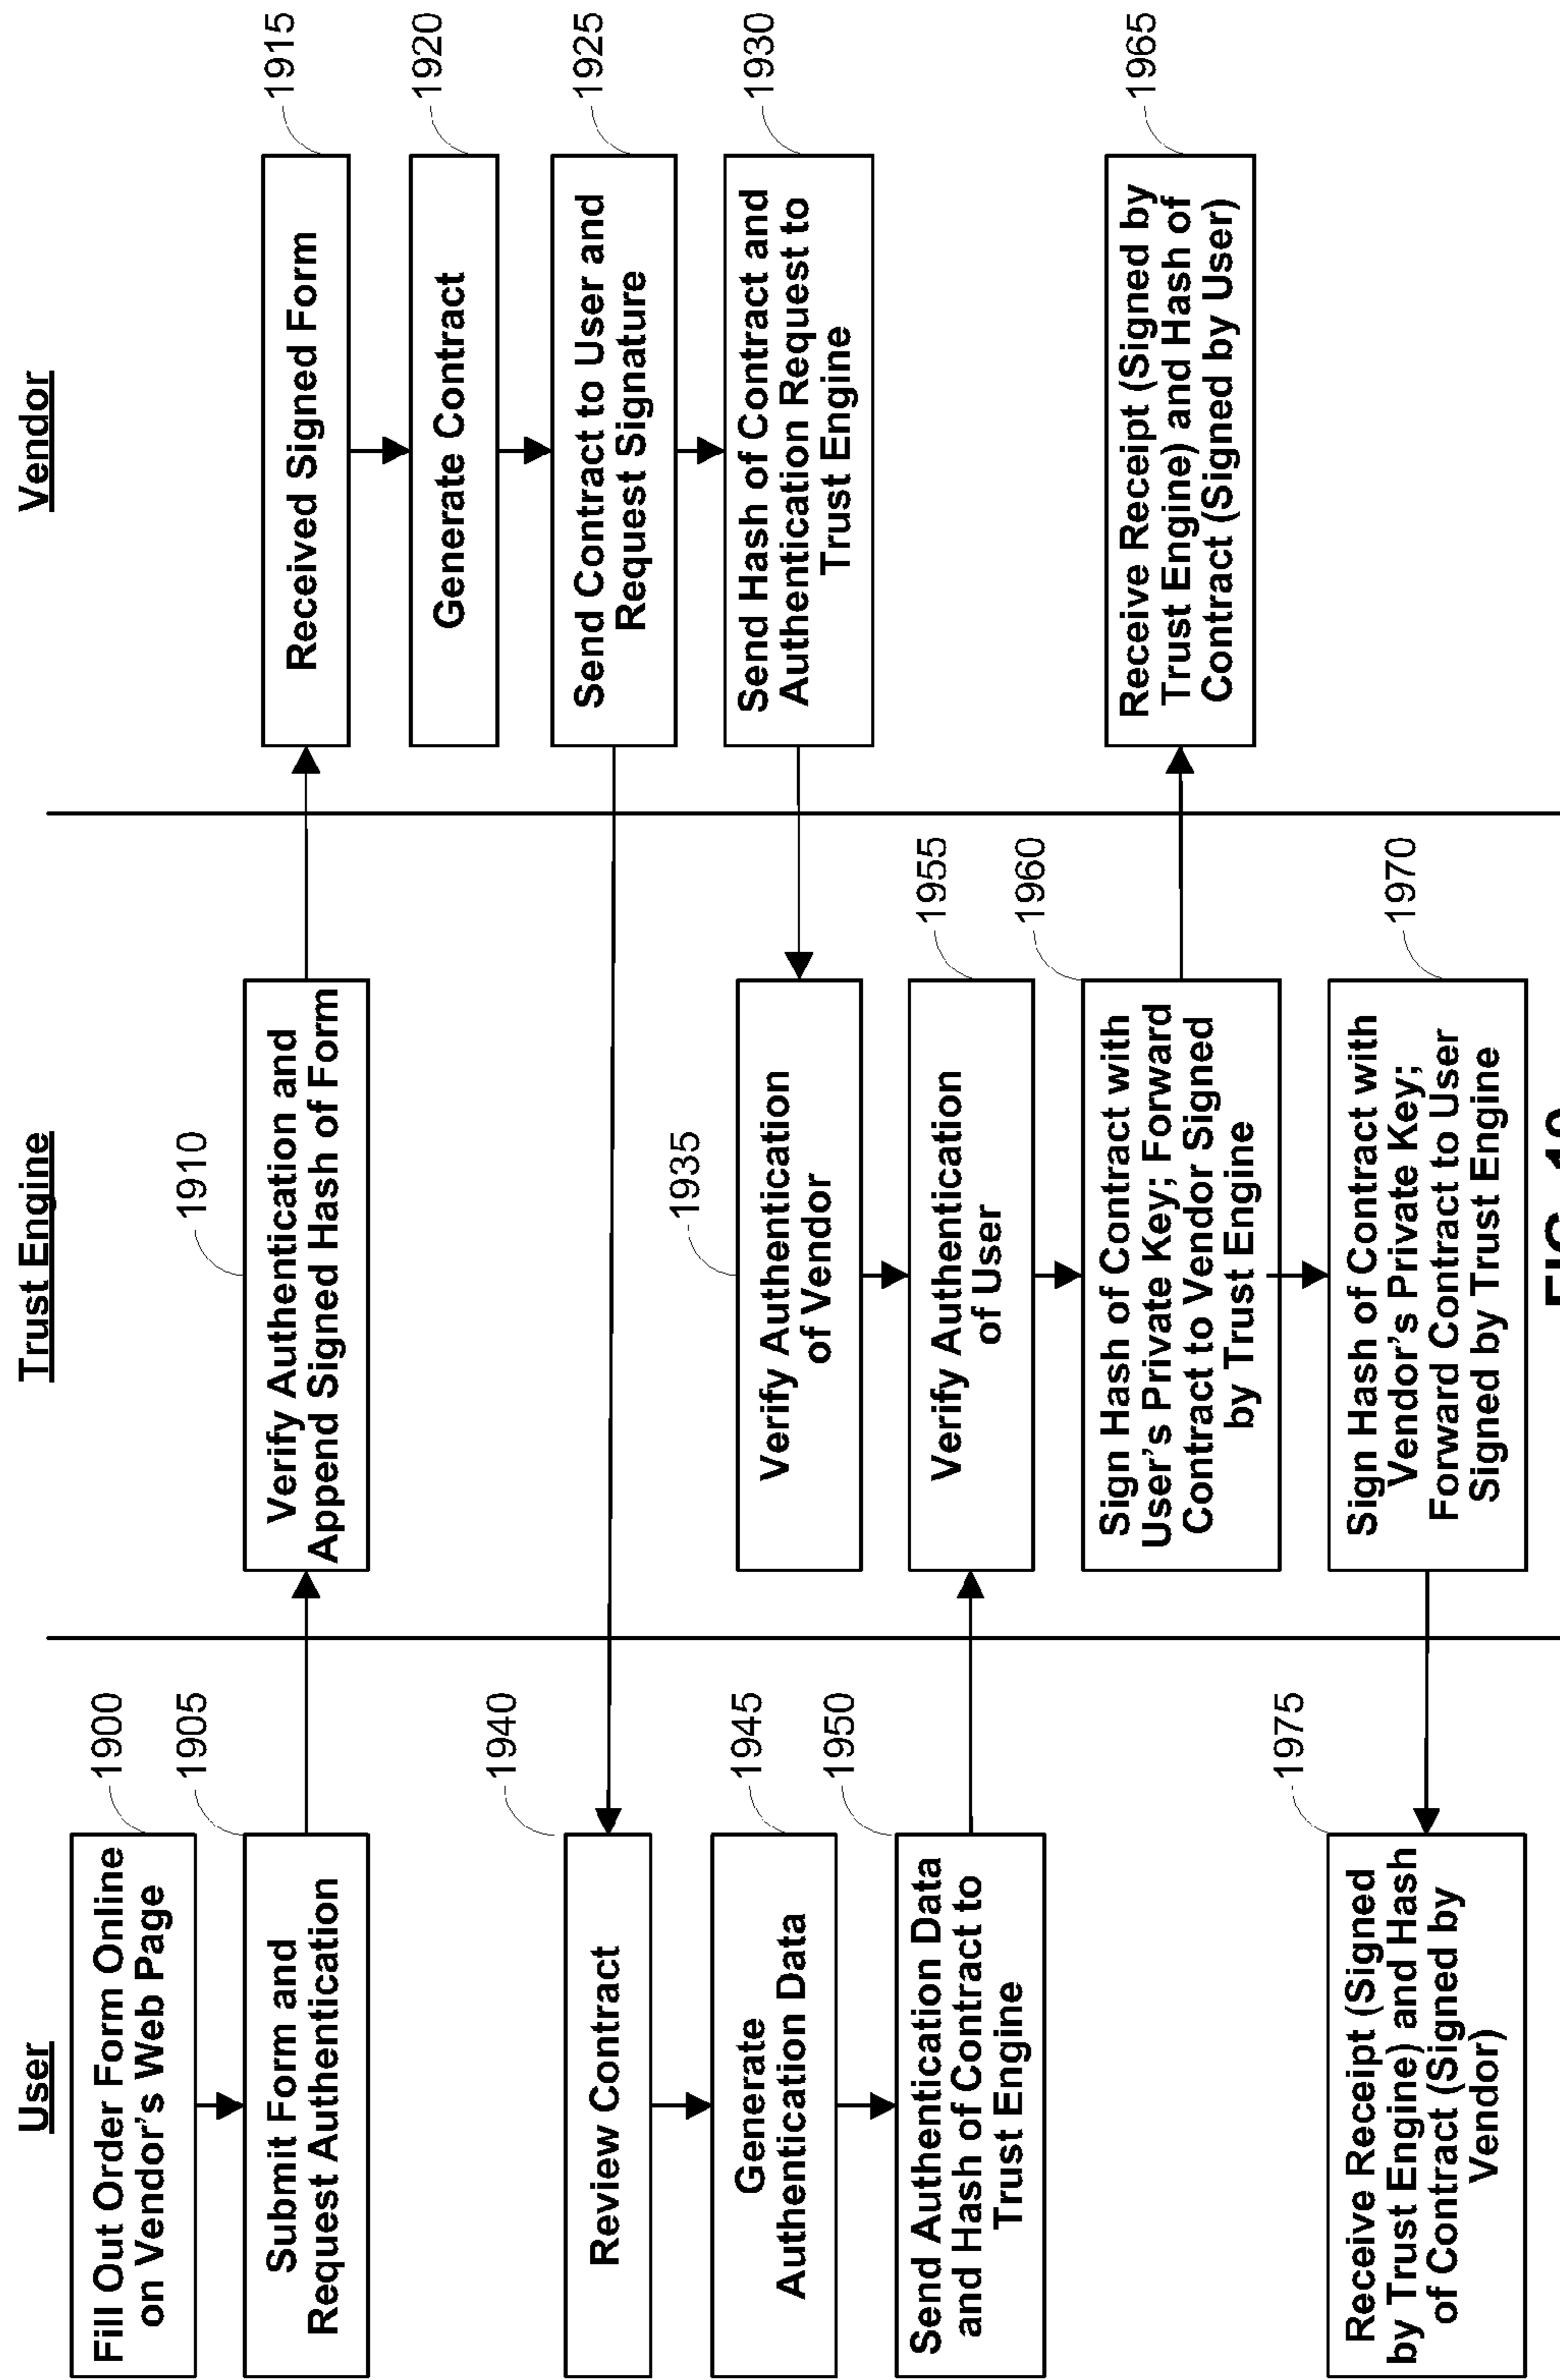 User
1900
Fill Out Order Form Online
on Vendor's Web Page
1905
Submit Form and
Request Authentication
1940
Review Contract
1945
Generate
Authentication Data
1950
Send Authentication Data
and Hash of Contract to
Trust Engine
1975
Receive Receipt (Signed
by Trust Engine) and Hash
of Contract (Signed by
Vendor)
Trust Engine
1910
Verify Authentication and
Append Signed Hash of Form
1935
Verify Authentication
of Vendor
1955
Verify Authentication
of User
1960
Sign Hash of Contract with
User's Private Key; Forward
Contract to Vendor Signed
by Trust Engine
1970
Sign Hash of Contract with
Vendor's Private Key;
Forward Contract to User
Signed by Trust Engine
Vendor
1915
Received Signed Form
1920
Generate Contract
1925
Send Contract to User and
Request Signature
1930
Send Hash of Contract and
Authentication Request to
Trust Engine
1965
Receive Receipt (Signed by
Trust Engine) and Hash of
Contract (Signed by User)